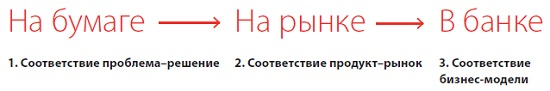 На бумаге → На рынке → В банке
1. Соответствие проблема–решение 2. Соответствие продукт–рынок 3. Соответствие
бизнес-модели